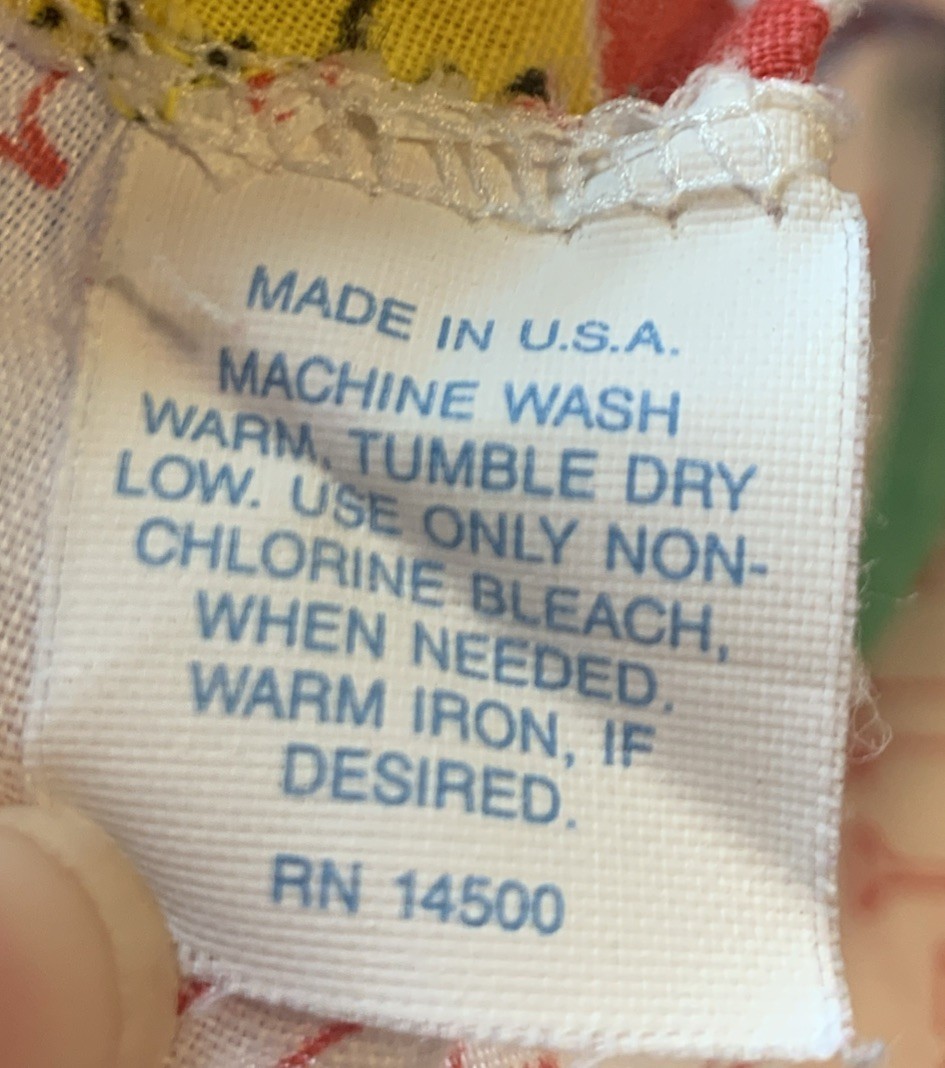 MADE IN U.S.A.
MACHINE WASH
WARM, TUMBLE DRY
LOW. USE ONLY NON-
CHLORINE BLEACH,
WHEN NEEDED.
WARM IRON, IF
DESIRED.
RN 14500